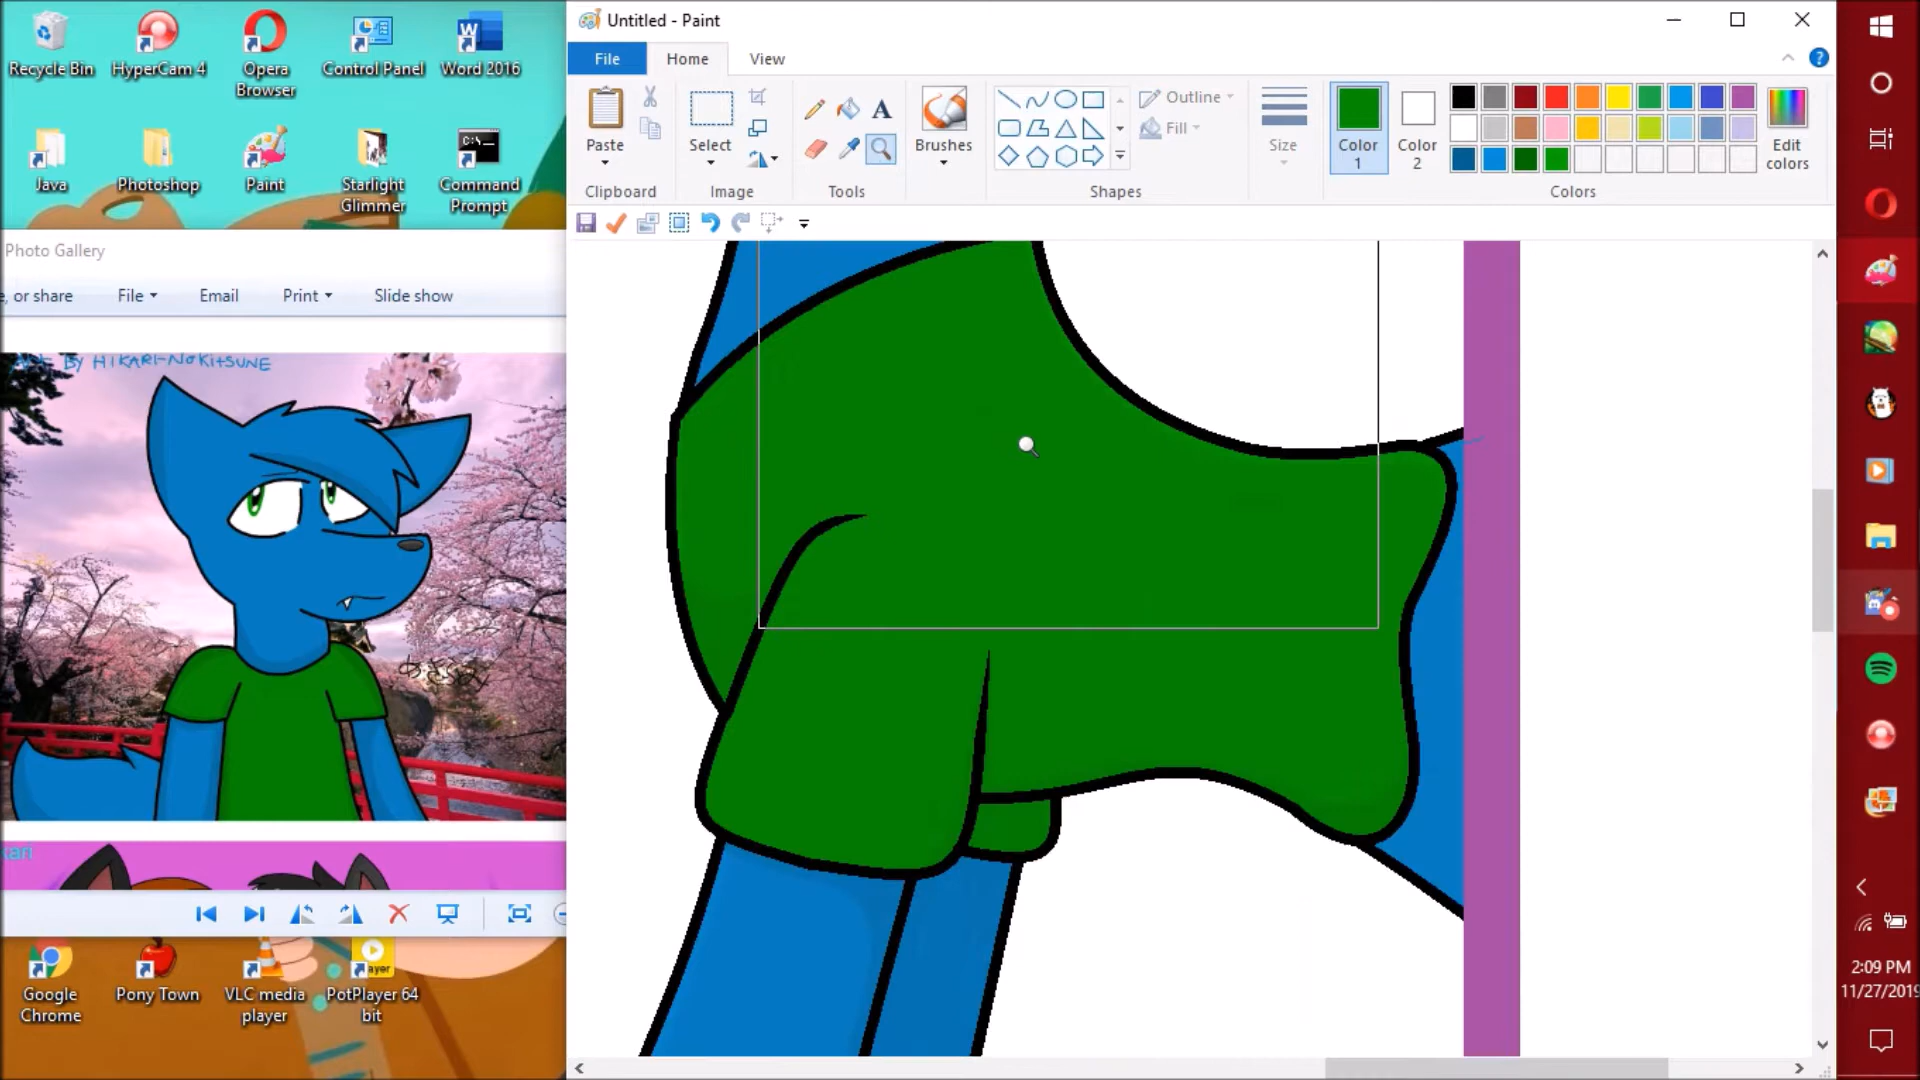 Recycle Bin
HyperCam 4
Opera
Browser
Control Panel
Word 2016
Java
Photoshop
Paint
Starlight
Glimmer
Command
Prompt
Photo Gallery
e, or share
File
Email
Print
Slide show
BY HIKARI-NOKITSUNE
kari
Google
Chrome
Pony Town
VLC media
player
PotPlayer 64
bit
Untitled - Paint
File
Home
View
Paste
Clipboard
Select
Image
A
Tools
Brushes
Shapes
Outline
Fill
Size
Color
1
Color
2
Edit
colors
Colors
2:09 PM
11/27/2019